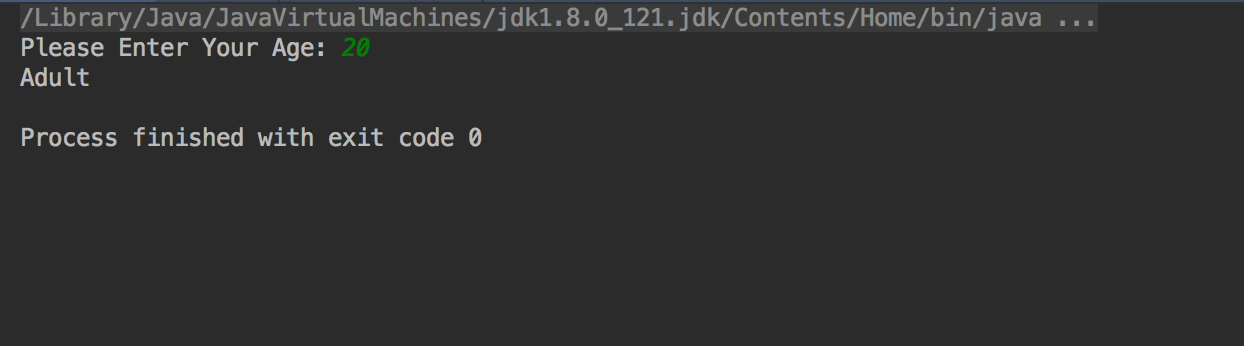 /Library/Java/JavaVirtualMachines/jdk1.8.0_121.jdk/Contents/Home/bin/java ...
Please Enter Your Age: 20
Adult
Process finished with exit code 0